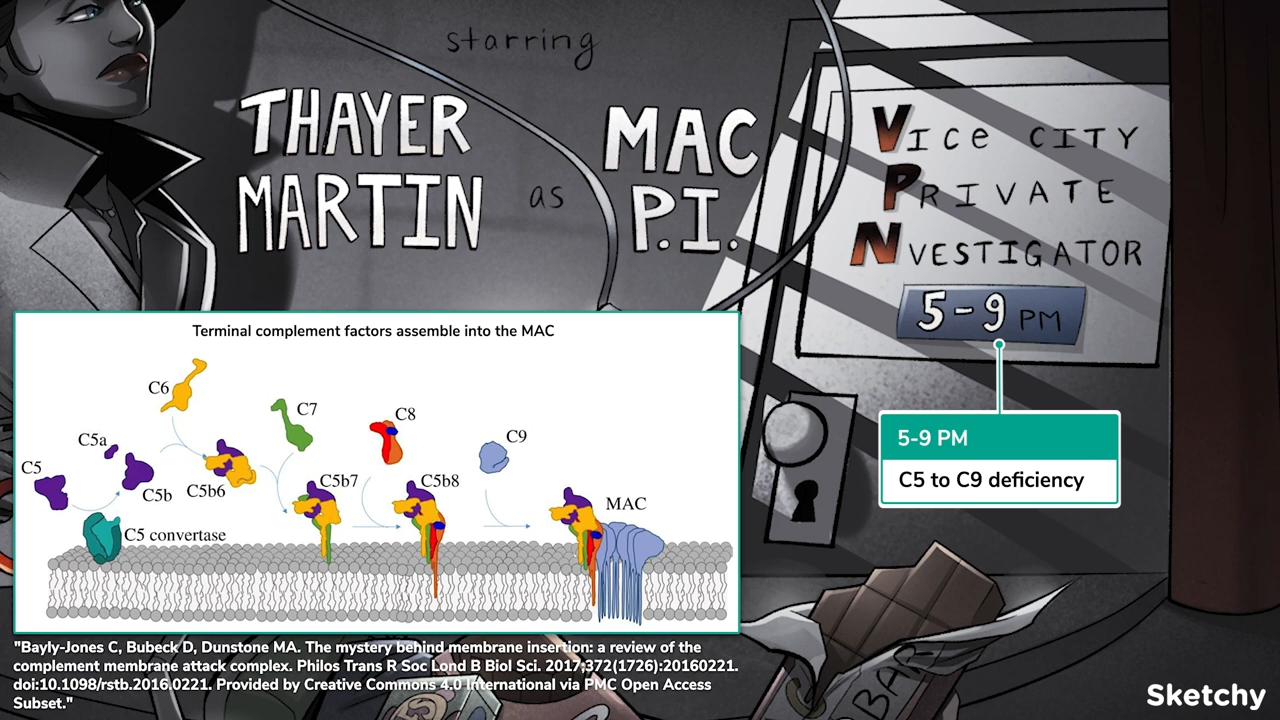 starring
THAYER
MARTIN
as
MAC
P.I.
VICE CITY
PRIVATE
NVESTIGATOR
5-9 PM
Terminal complement factors assemble into the MAC
C6
C7
C8
C9
C5a
C5
C5b
C5b6
C5b7
C5b8
MAC
C5 convertase
5-9 PM
C5 to C9 deficiency
"Bayly-Jones C, Bubeck D, Dunstone MA. The mystery behind membrane insertion: a review of the
complement membrane attack complex. Philos Trans R Soc Lond B Biol Sci. 2017;372(1726):20160221.
doi:10.1098/rstb.2016.0221. Provided by Creative Commons 4.0 International via PMC Open Access
Subset."
BAR
Sketchy